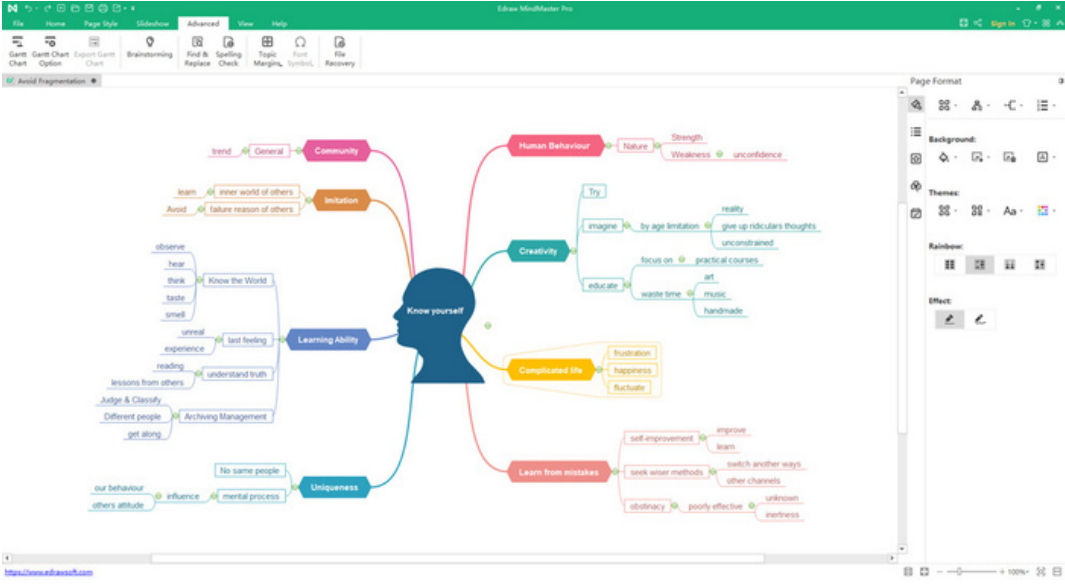 Edraw MindMaster Pro
File Home Page Style Slideshow Advanced View Help
Sign In
Gantt Chart
Gantt Chart Option
Export Gantt Chart
Brainstorming
Find & Replace
Spelling Check
Topic Margins
Font Symbol
File Recovery
Avoid Fragmentation
Know yourself
Community
General
trend
Imitation
inner world of others
learn
failure reason of others
Avoid
Learning Ability
Know the World
observe
hear
think
taste
smell
last feeling
unreal
experience
understand truth
reading
lessons from others
Archiving Management
Judge & Classify
Different people
get along
Uniqueness
No same people
mental process
influence
our behaviour
others attitude
Human Behaviour
Nature
Strength
Weakness
unconfidence
Creativity
Try
imagine
by age limitation
reality
give up ridiculars thoughts
unconstrained
educate
focus on
practical courses
waste time
art
music
handmade
Complicated life
frustration
happiness
fluctuate
Learn from mistakes
self-improvement
improve
learn
seek wiser methods
switch another ways
other channels
obstinacy
poorly effective
unknown
inertness
Page Format
Background:
Themes:
Aa
Rainbow:
Effect:
https://www.edrawsoft.com
100%